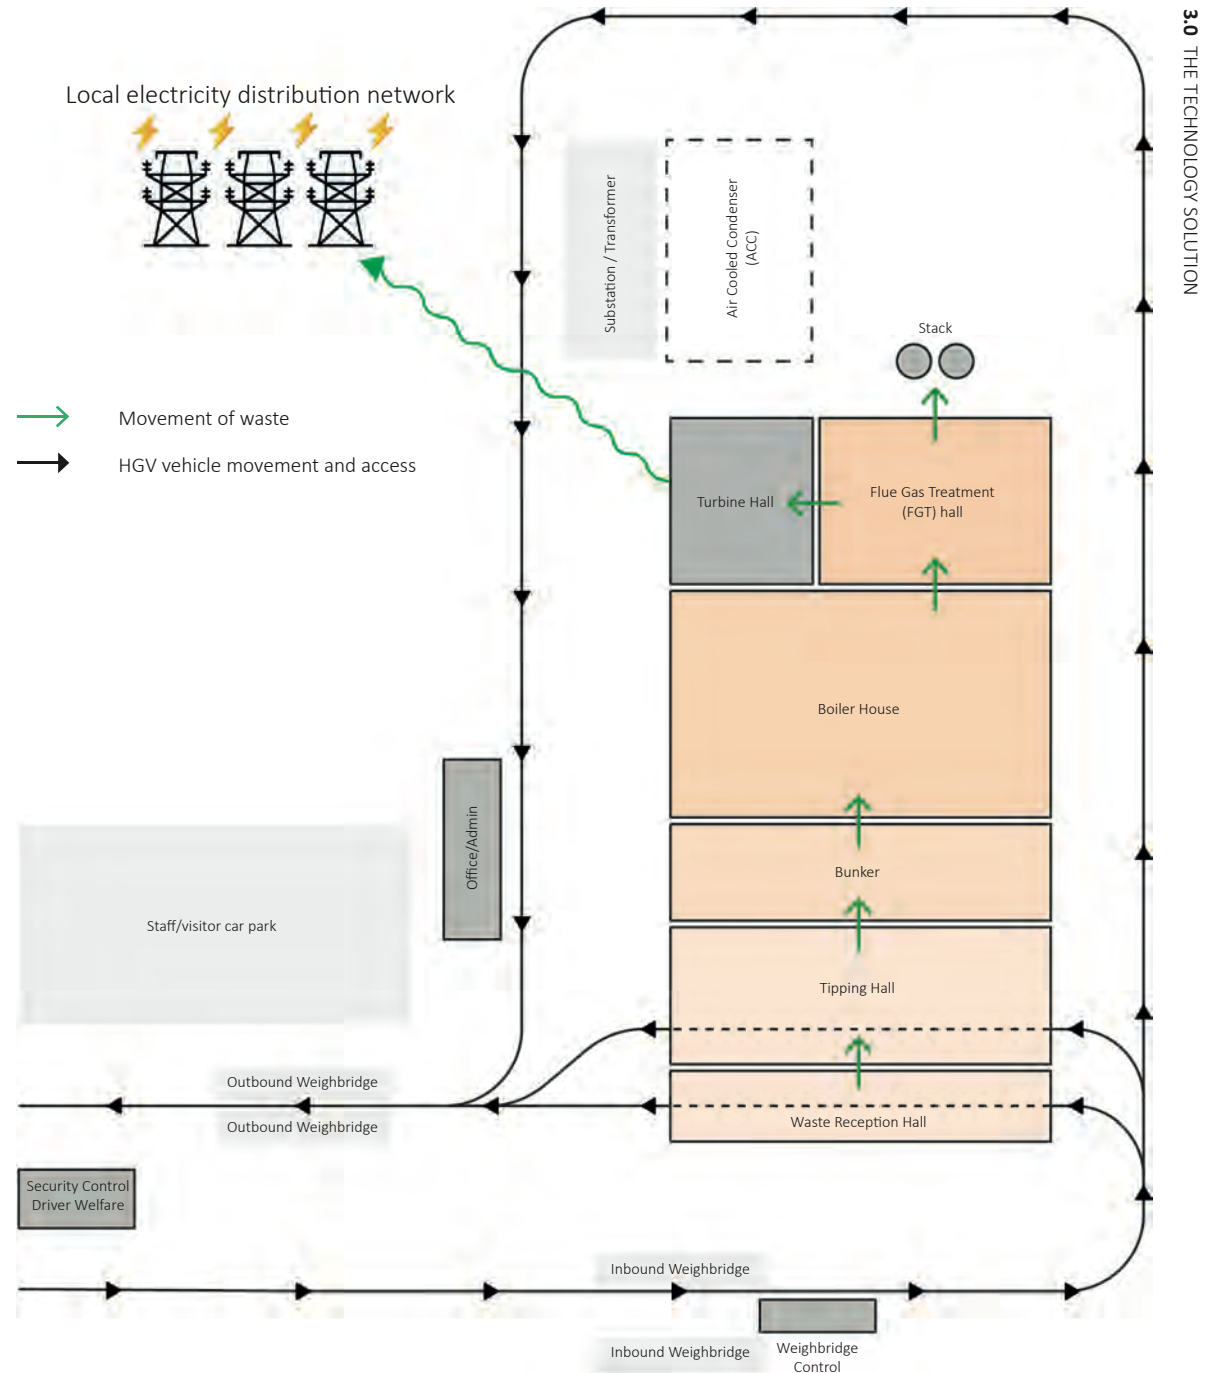 3.0 THE TECHNOLOGY SOLUTION
Local electricity distribution network
Substation / Transformer
Air Cooled Condenser
(ACC)
Stack
Movement of waste
HGV vehicle movement and access
Turbine Hall
Flue Gas Treatment
(FGT) hall
Boiler House
Office/Admin
Bunker
Staff/visitor car park
Tipping Hall
Outbound Weighbridge
Outbound Weighbridge
Waste Reception Hall
Security Control
Driver Welfare
Inbound Weighbridge
Inbound Weighbridge
Weighbridge
Control